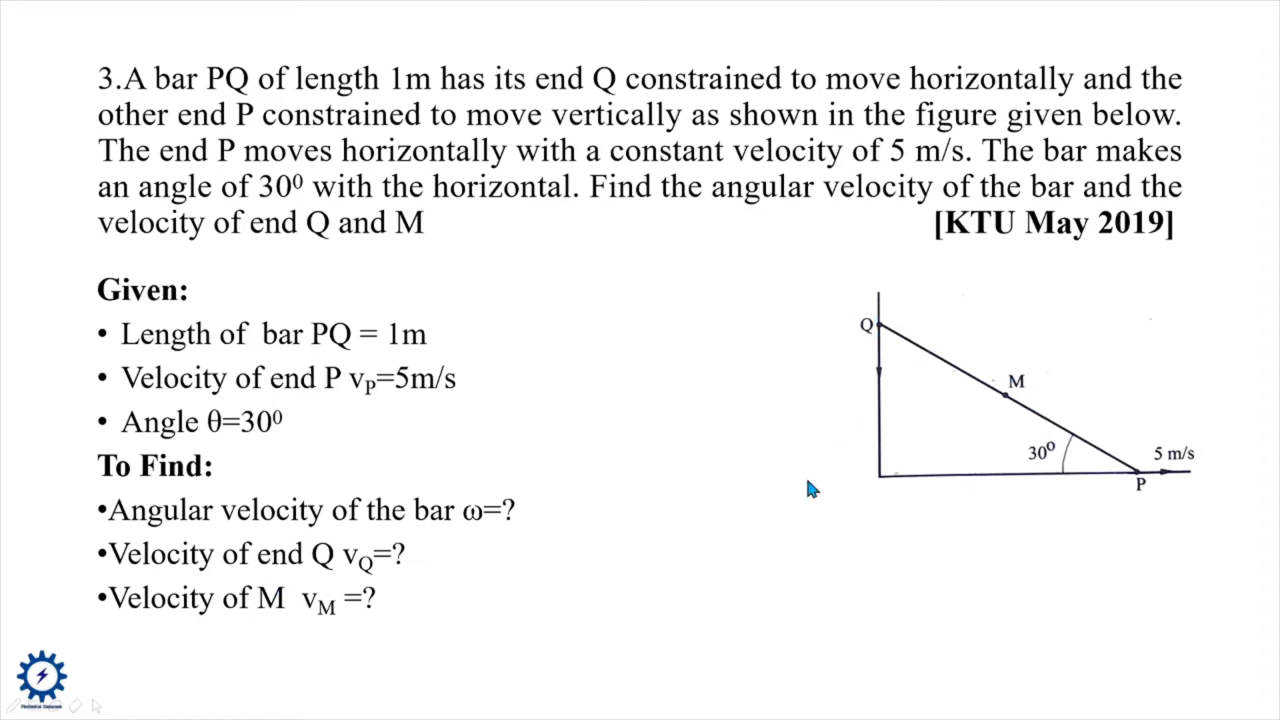 3.A bar PQ of length 1m has its end Q constrained to move horizontally and the
other end P constrained to move vertically as shown in the figure given below.
The end P moves horizontally with a constant velocity of 5 m/s. The bar makes
an angle of 30⁰ with the horizontal. Find the angular velocity of the bar and the
velocity of end Q and M [KTU May 2019]
Given:
• Length of bar PQ = 1m
• Velocity of end P vₚ=5m/s
• Angle θ=30⁰
To Find:
•Angular velocity of the bar ω=?
•Velocity of end Q v_Q=?
•Velocity of M v_M =?
Q
M
30⁰
5 m/s
P